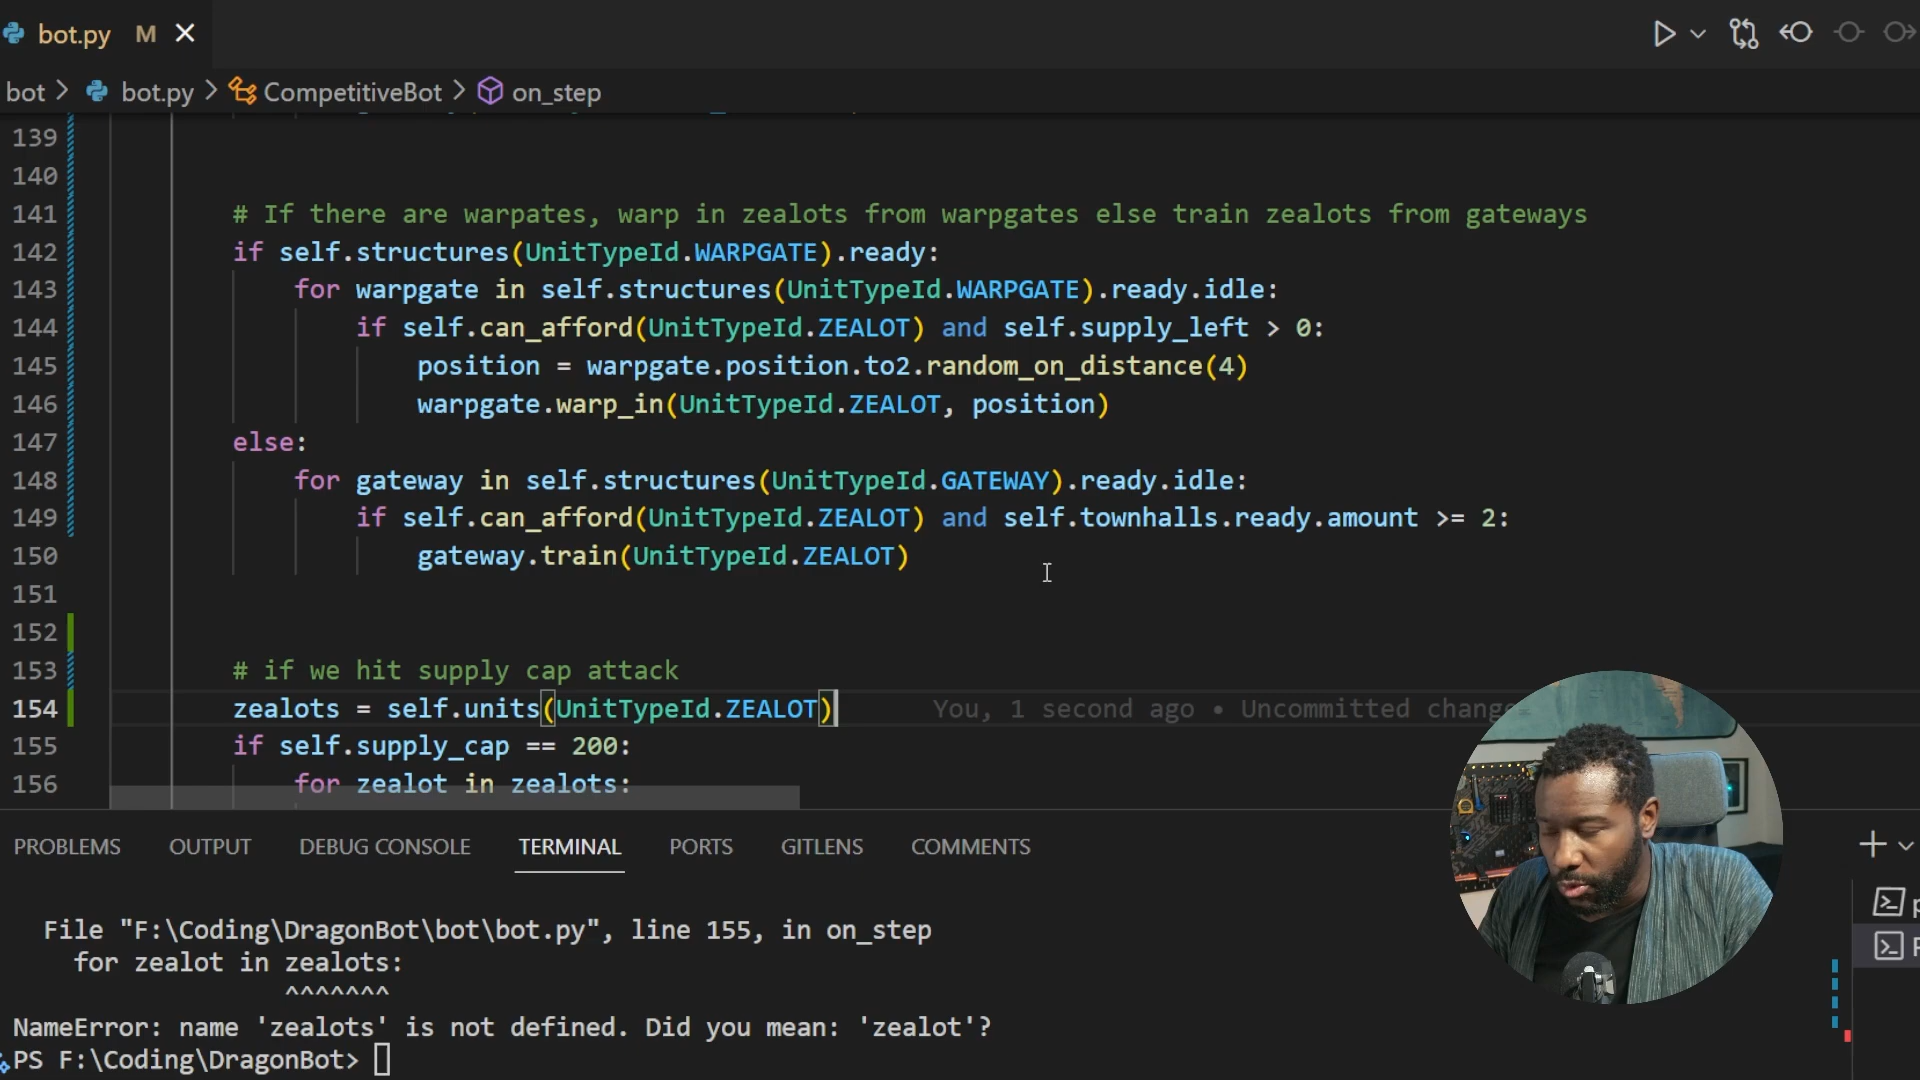 bot.py M
bot > bot.py > CompetitiveBot > on_step
139
140
141 # If there are warpates, warp in zealots from warpgates else train zealots from gateways
142 if self.structures(UnitTypeId.WARPGATE).ready:
143 for warpgate in self.structures(UnitTypeId.WARPGATE).ready.idle:
144 if self.can_afford(UnitTypeId.ZEALOT) and self.supply_left > 0:
145 position = warpgate.position.to2.random_on_distance(4)
146 warpgate.warp_in(UnitTypeId.ZEALOT, position)
147 else:
148 for gateway in self.structures(UnitTypeId.GATEWAY).ready.idle:
149 if self.can_afford(UnitTypeId.ZEALOT) and self.townhalls.ready.amount >= 2:
150 gateway.train(UnitTypeId.ZEALOT)
151
152
153 # if we hit supply cap attack
154 zealots = self.units(UnitTypeId.ZEALOT) You, 1 second ago • Uncommitted
155 if self.supply_cap == 200:
156 for zealot in zealots:
PROBLEMS OUTPUT DEBUG CONSOLE TERMINAL PORTS GITLENS COMMENTS
File "F:\Coding\DragonBot\bot\bot.py", line 155, in on_step
for zealot in zealots:
^^^^^^^
NameError: name 'zealots' is not defined. Did you mean: 'zealot'?
PS F:\Coding\DragonBot>